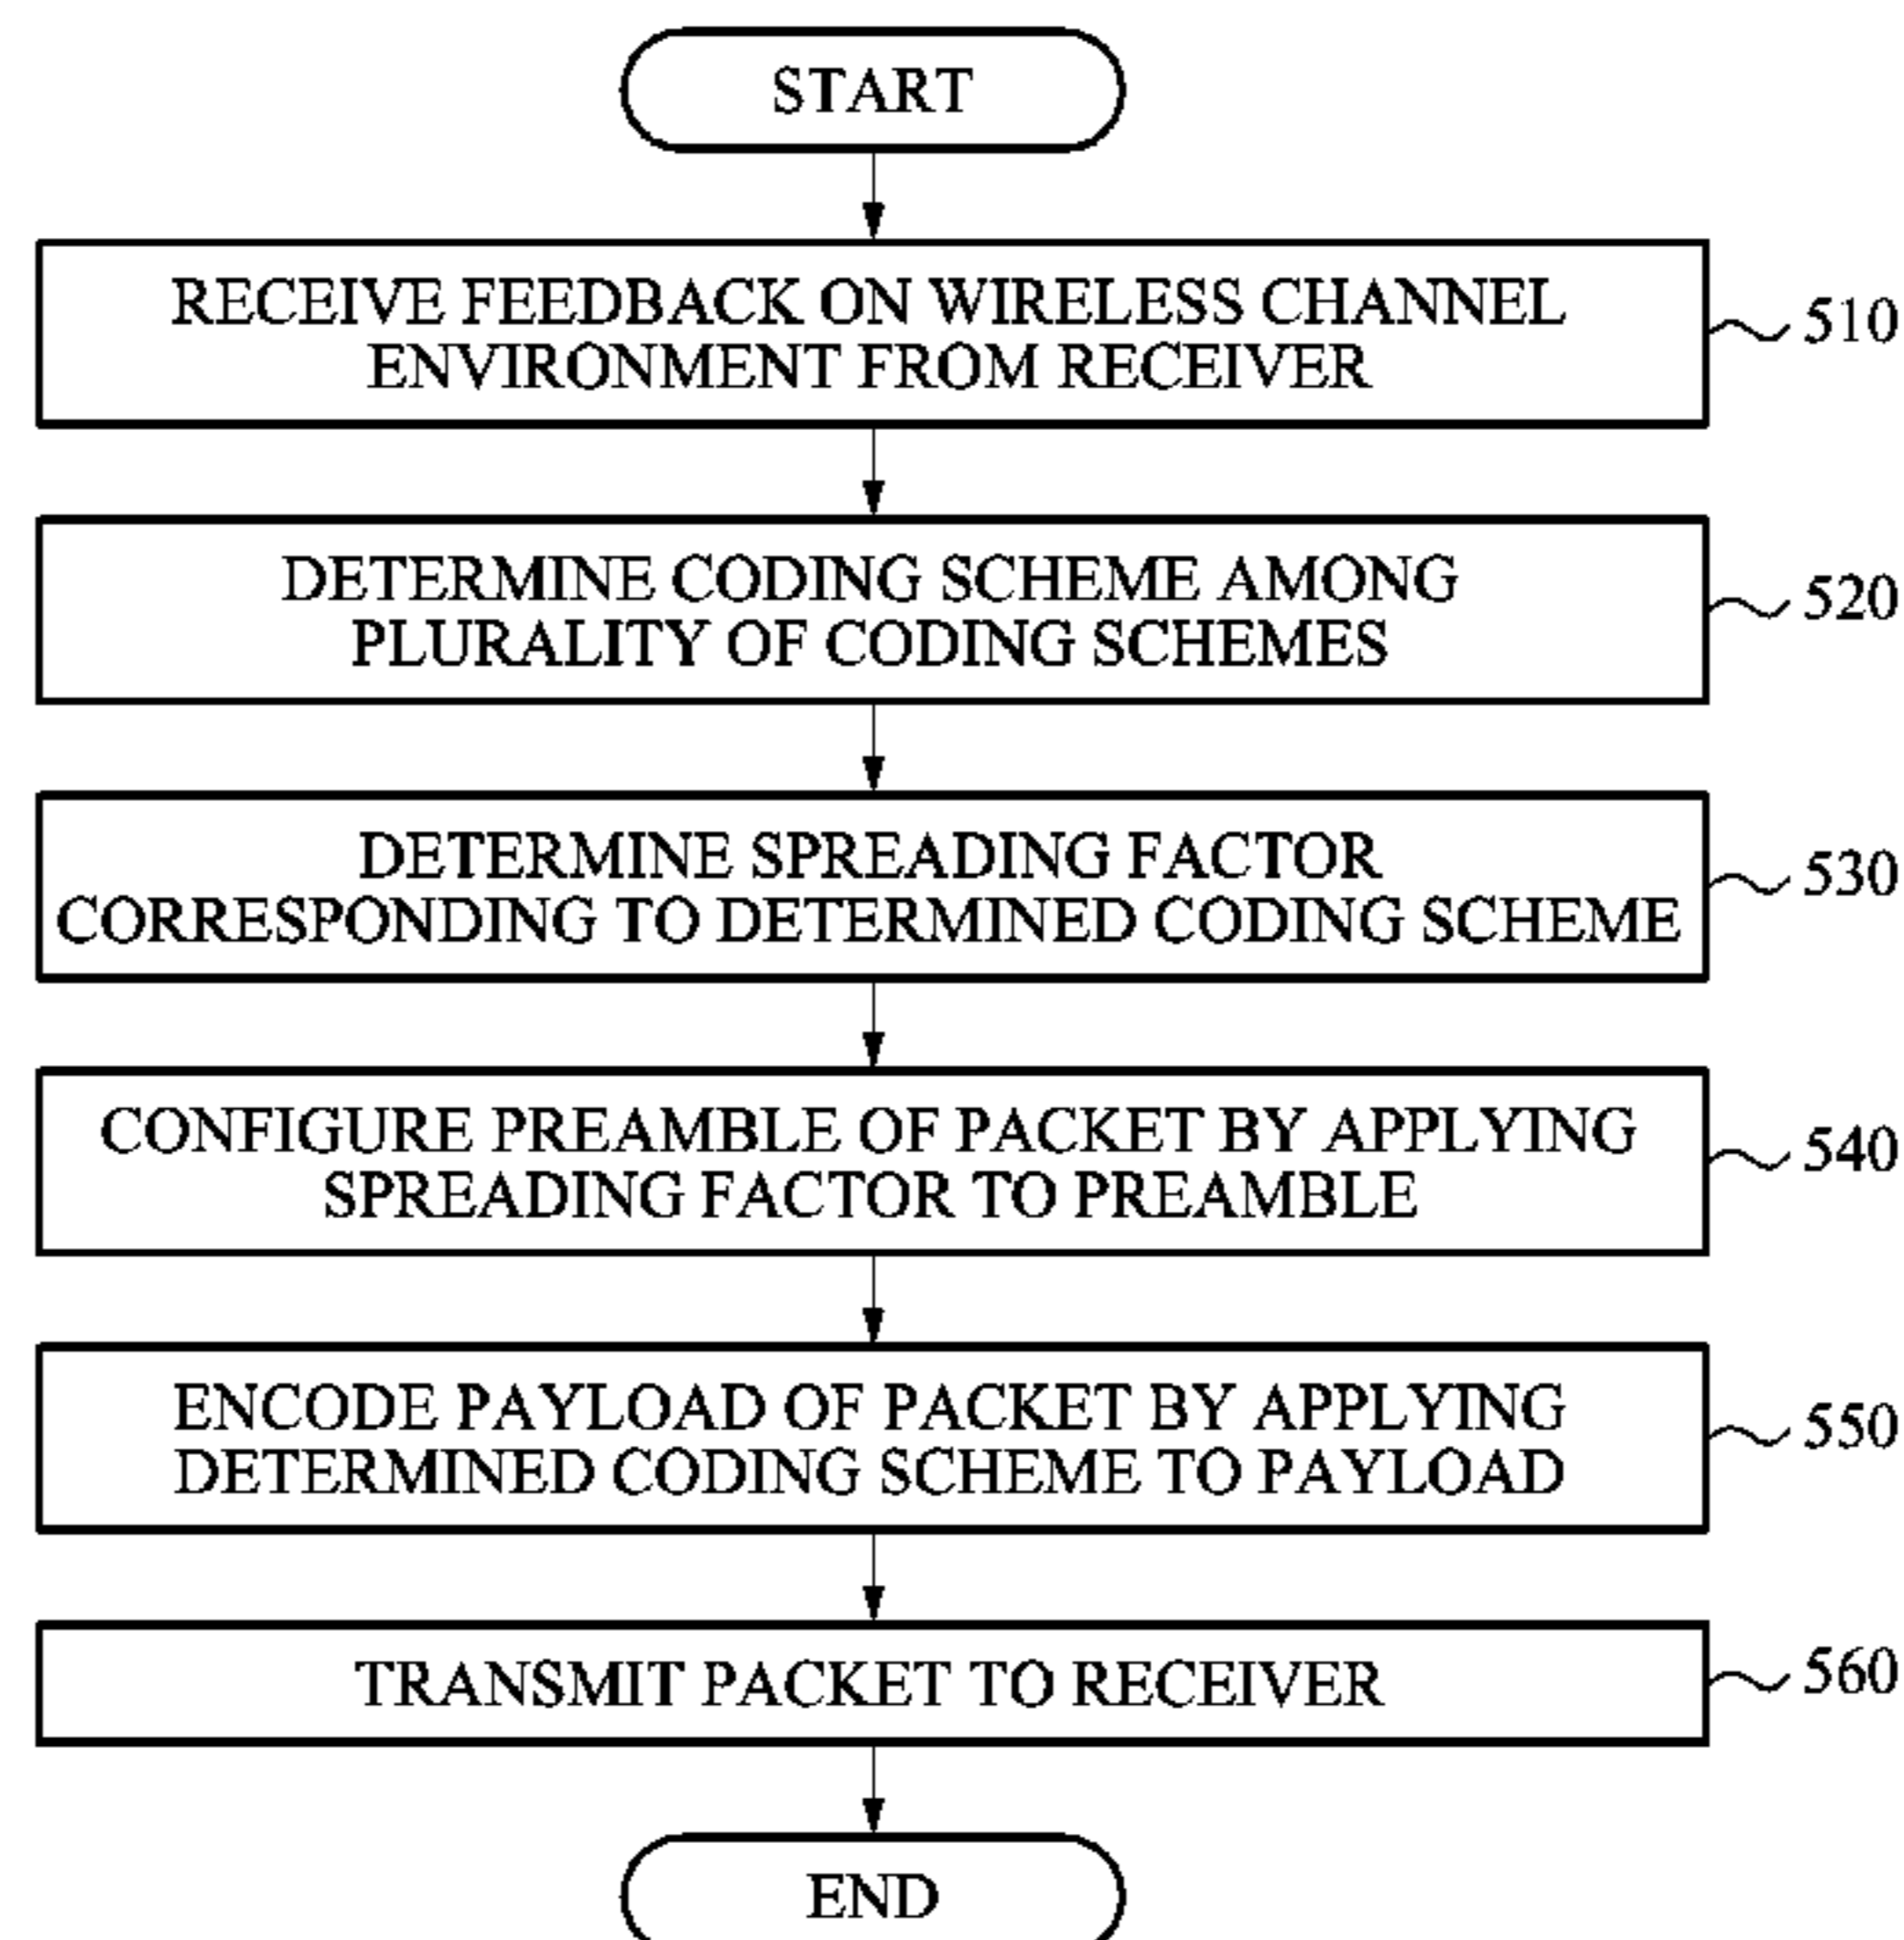 START
RECEIVE FEEDBACK ON WIRELESS CHANNEL
ENVIRONMENT FROM RECEIVER
510
DETERMINE CODING SCHEME AMONG
PLURALITY OF CODING SCHEMES
520
DETERMINE SPREADING FACTOR
CORRESPONDING TO DETERMINED CODING SCHEME
530
CONFIGURE PREAMBLE OF PACKET BY APPLYING
SPREADING FACTOR TO PREAMBLE
540
ENCODE PAYLOAD OF PACKET BY APPLYING
DETERMINED CODING SCHEME TO PAYLOAD
550
TRANSMIT PACKET TO RECEIVER
560
END